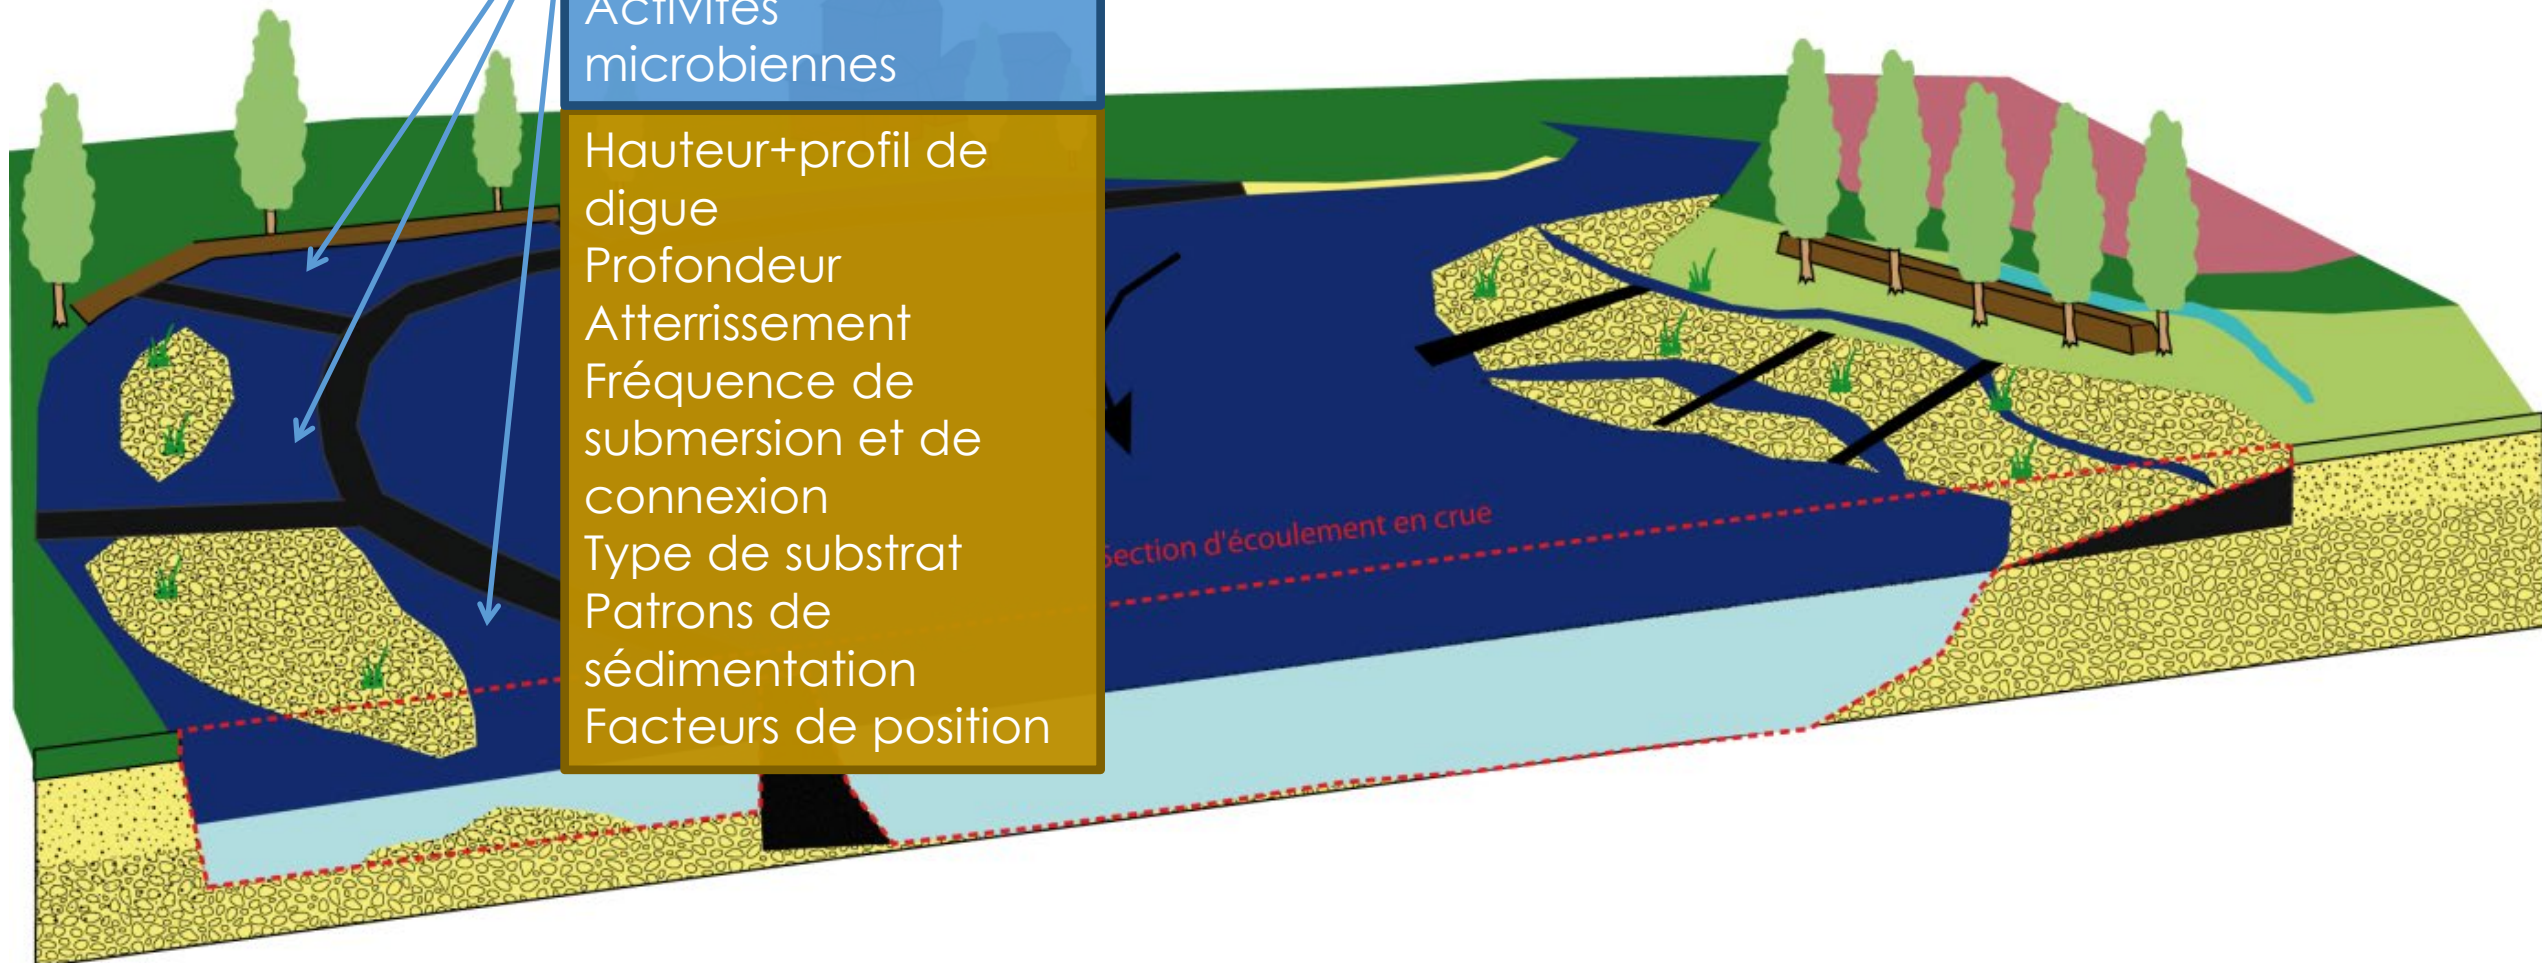 Activités
microbiennes
Hauteur+profil de
digue
Profondeur
Atterrissement
Fréquence de
submersion et de
connexion
Type de substrat
Patrons de
sédimentation
Facteurs de position
Section d'écoulement en crue